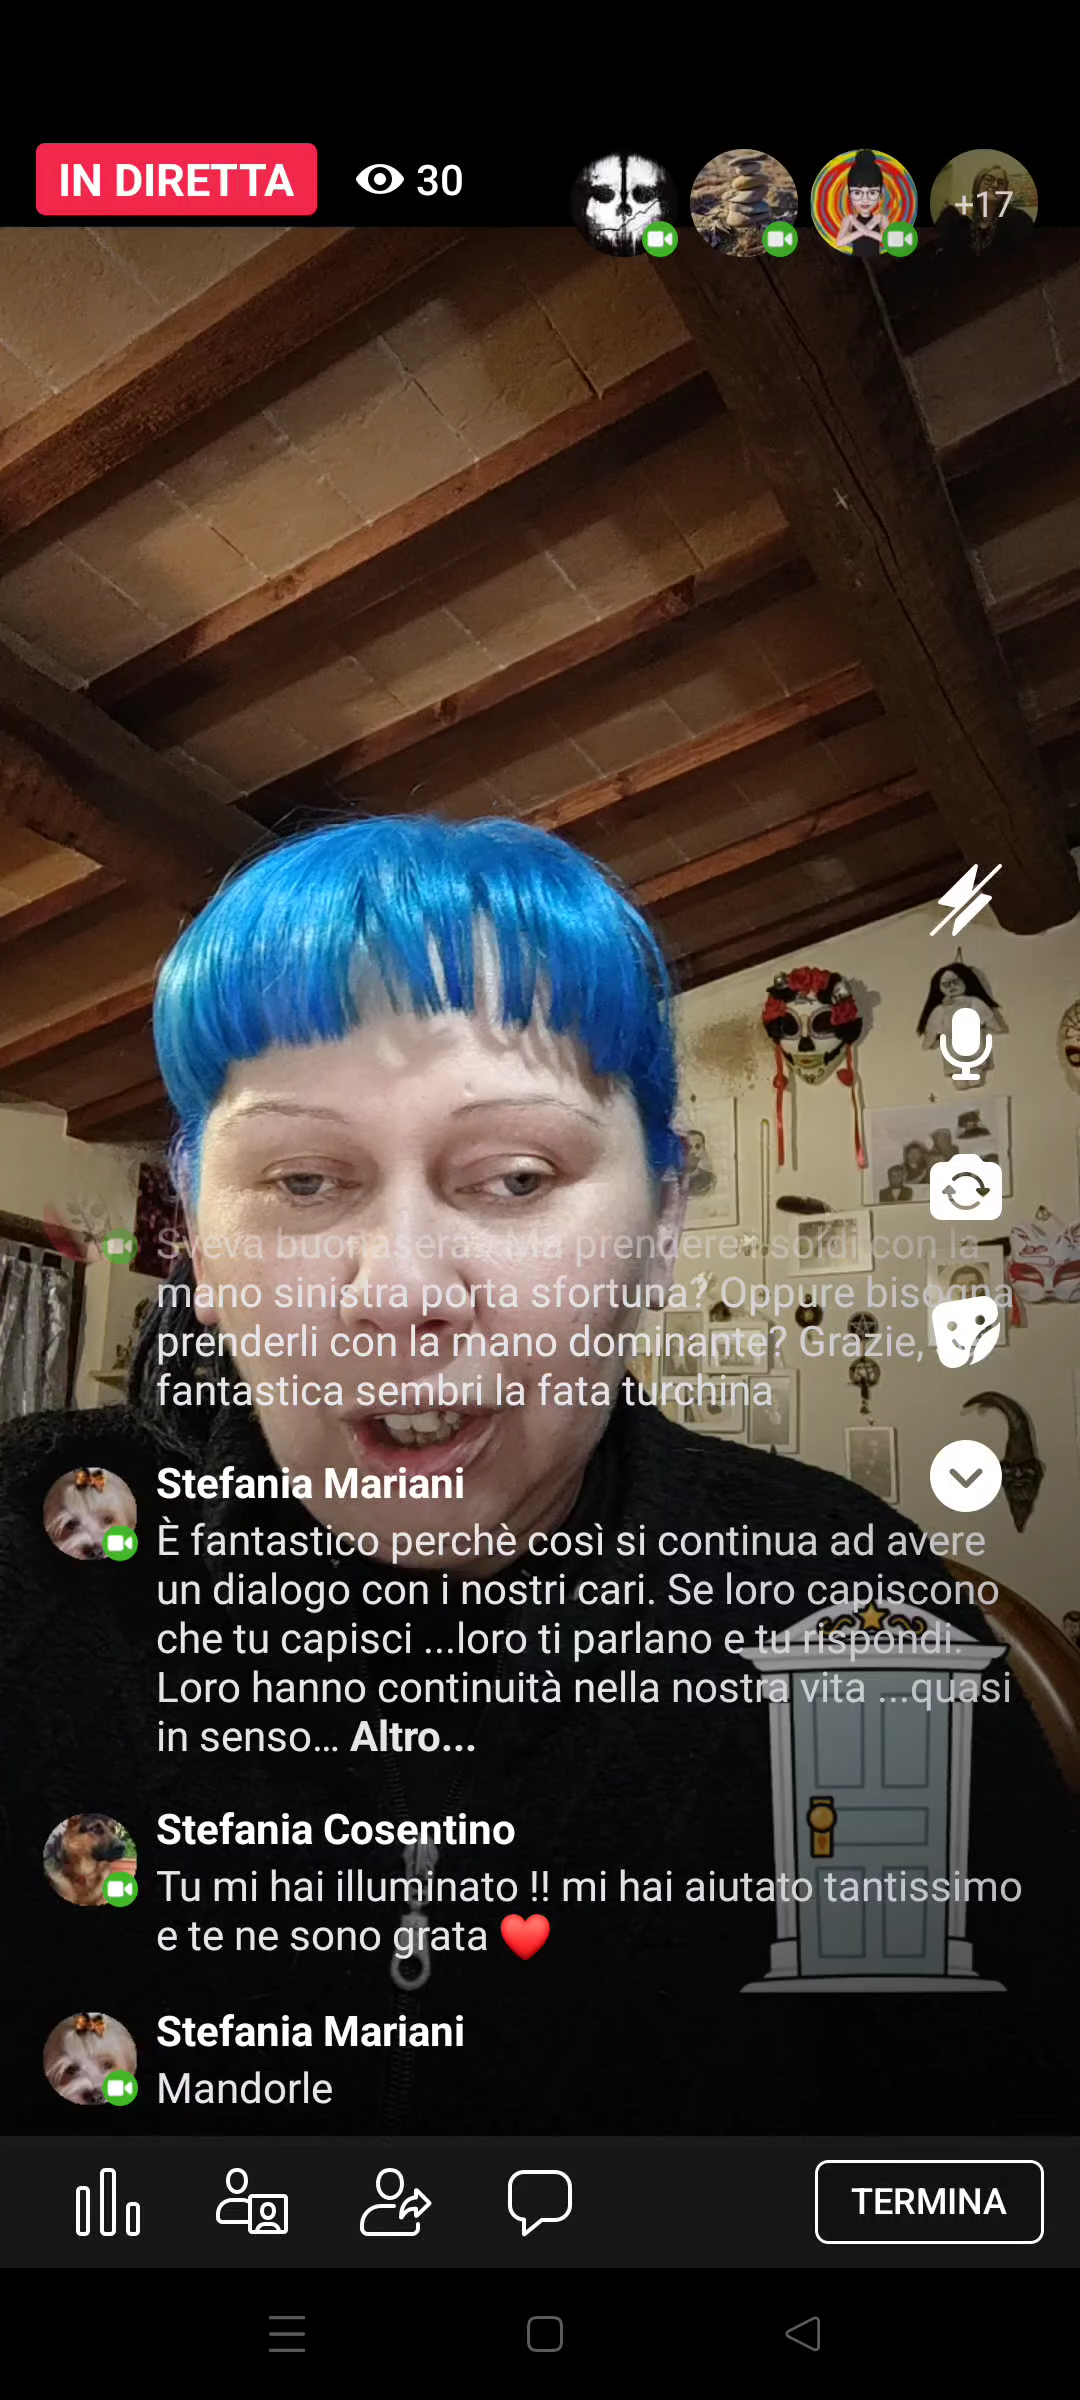 IN DIRETTA
30
+17
Sveva buonasera. Ma prendere i soldi con la
mano sinistra porta sfortuna? Oppure bisogna
prenderli con la mano dominante? Grazie,
fantastica sembri la fata turchina
Stefania Mariani
È fantastico perchè così si continua ad avere
un dialogo con i nostri cari. Se loro capiscono
che tu capisci ...loro ti parlano e tu rispondi.
Loro hanno continuità nella nostra vita ...quasi
in senso... Altro...
Stefania Cosentino
Tu mi hai illuminato !! mi hai aiutato tantissimo
e te ne sono grata ❤️
Stefania Mariani
Mandorle
TERMINA